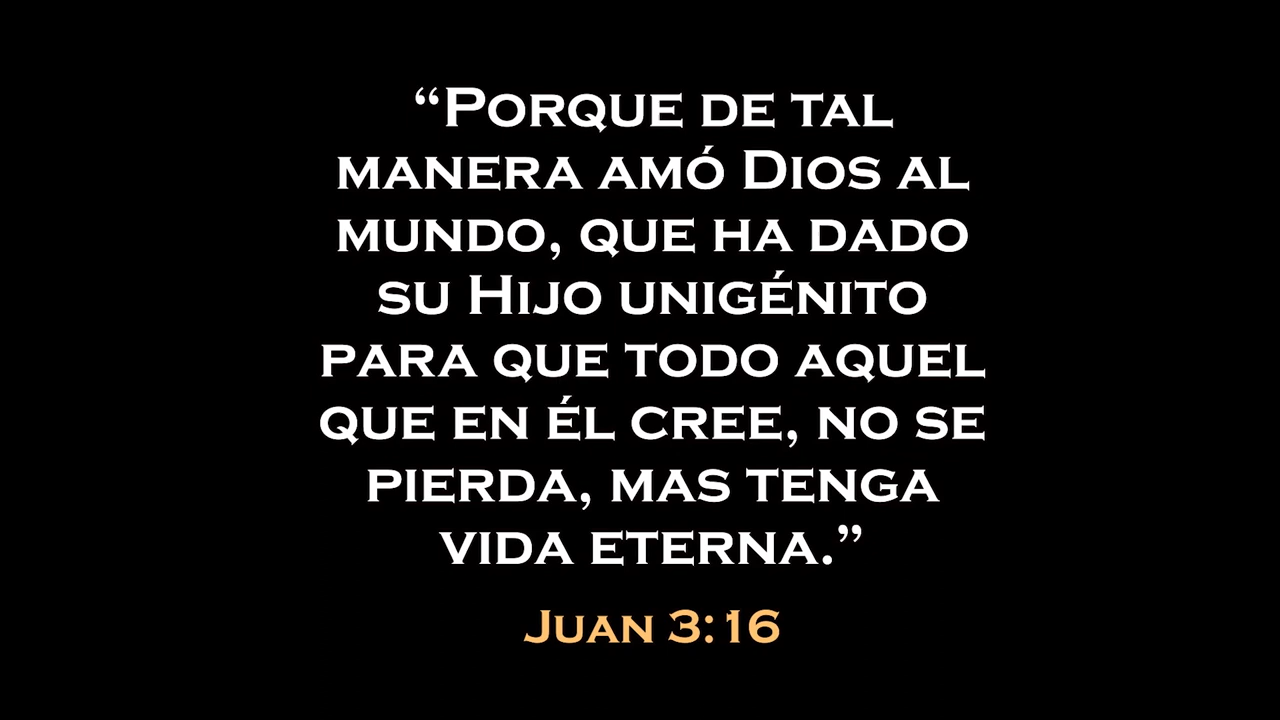 “Porque de tal
manera amó Dios al
mundo, que ha dado
su Hijo unigénito
para que todo aquel
que en él cree, no se
pierda, mas tenga
vida eterna.”
Juan 3:16